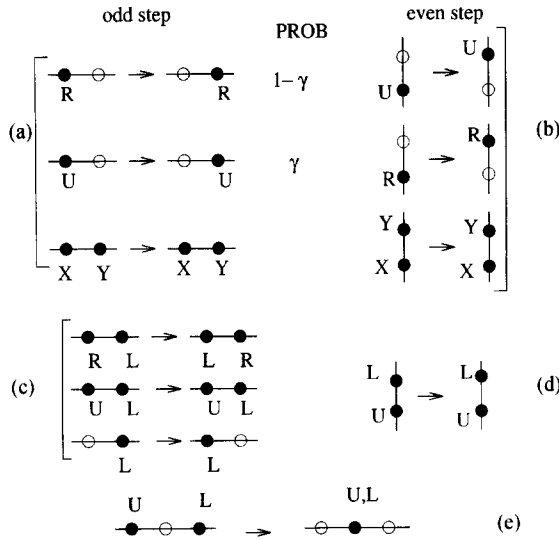 odd step PROB even step
(a)
R R 1-γ U U
(b)
U U γ R R
X Y X Y Y X Y X
(c)
R L L R
U L U L
L L
(d)
L U L U
U L U,L
(e)